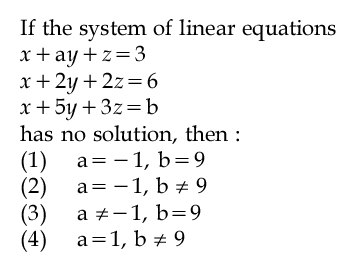 If the system of linear equations
x + ay + z = 3
x + 2y + 2z = 6
x + 5y + 3z = b
has no solution, then :
(1) a = − 1, b = 9
(2) a = − 1, b ≠ 9
(3) a ≠ − 1, b = 9
(4) a = 1, b ≠ 9